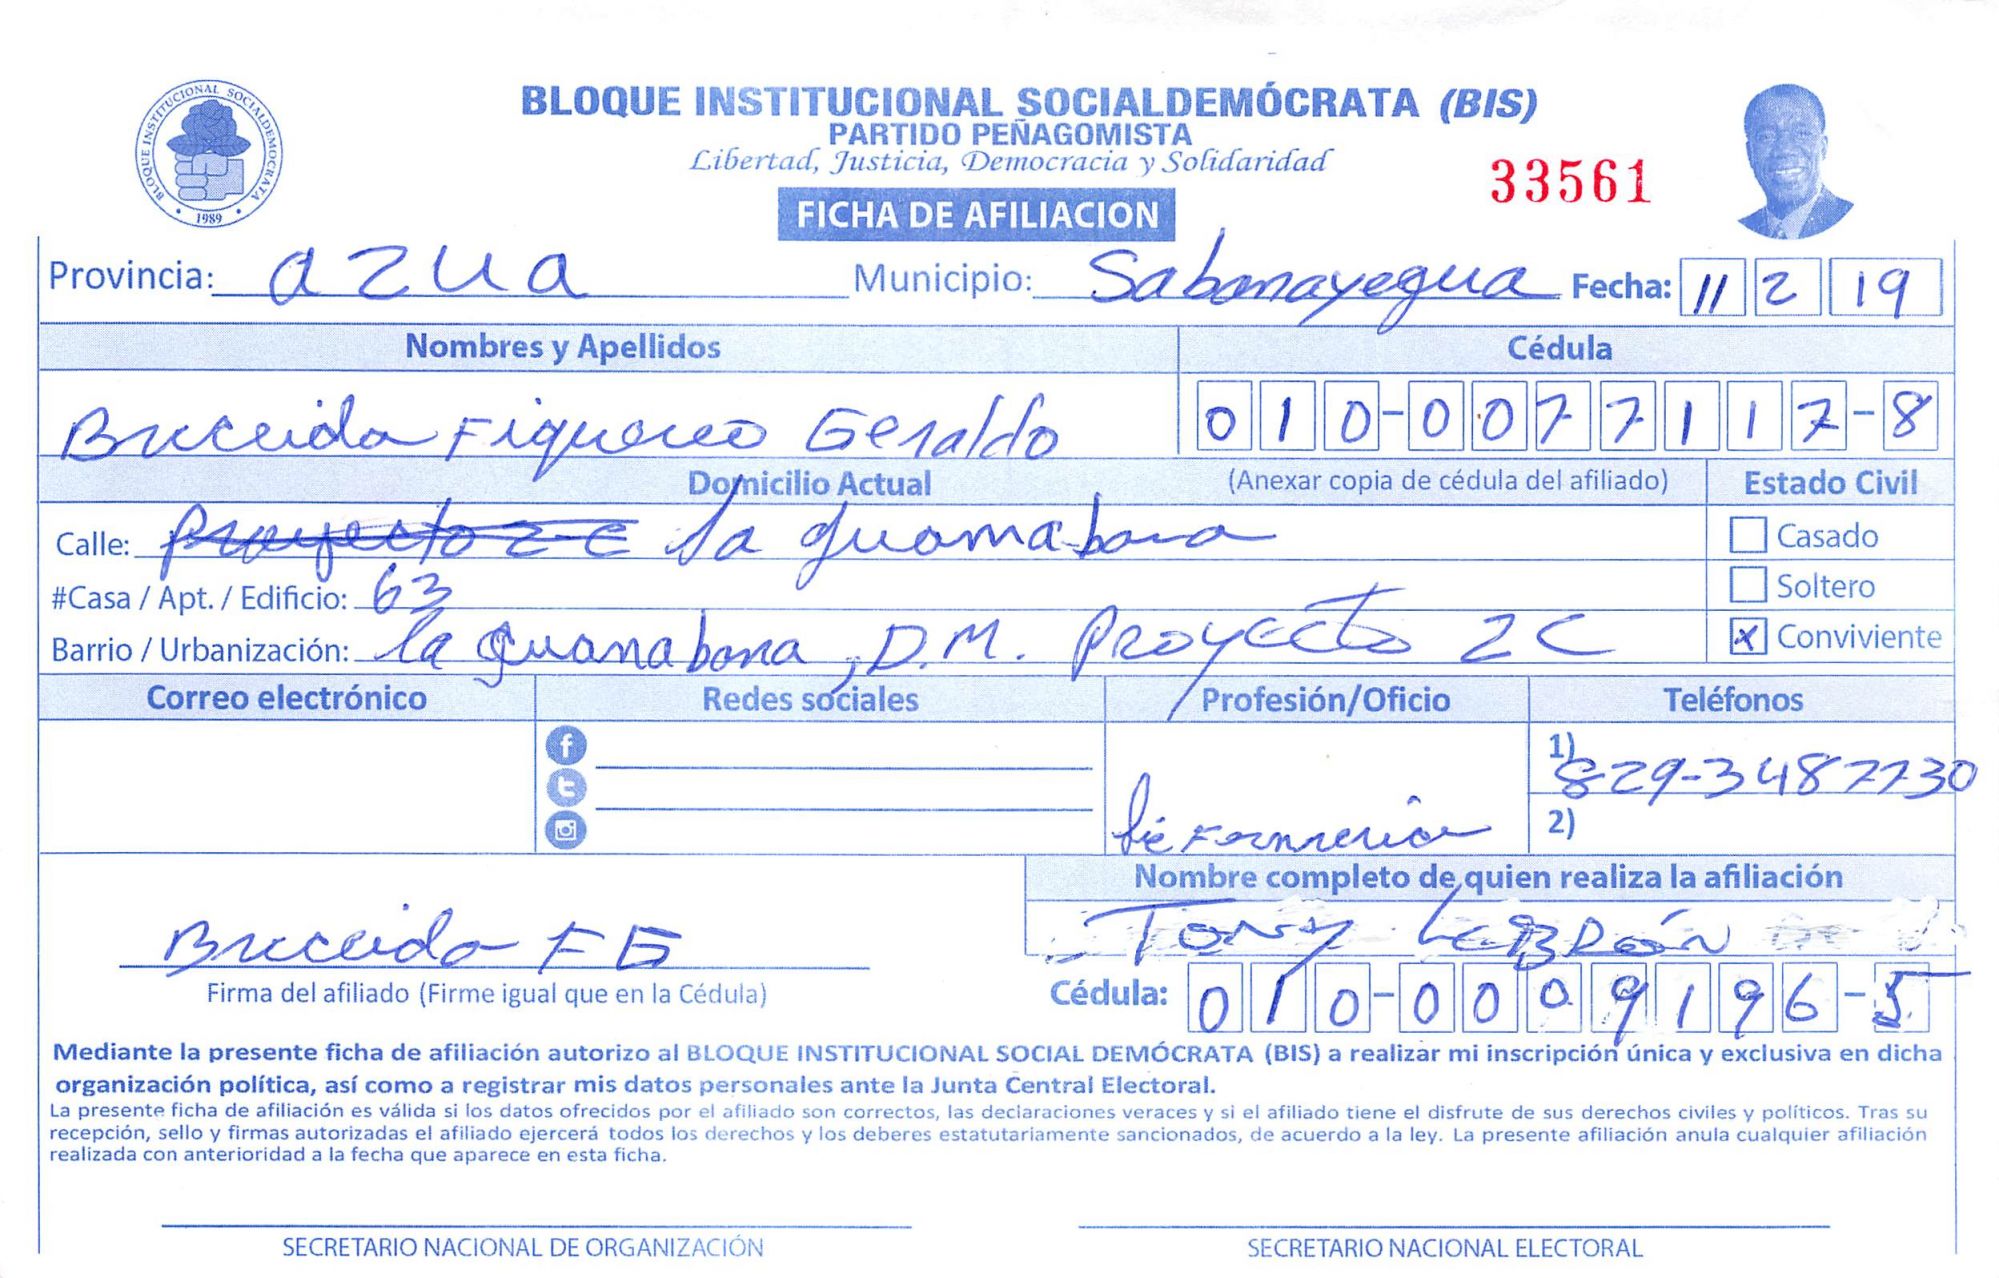 BLOQUE INSTITUCIONAL SOCIALDEMÓCRATA
1989
BLOQUE INSTITUCIONAL SOCIALDEMÓCRATA (BIS)
PARTIDO PEÑAGOMISTA
Libertad, Justicia, Democracia y Solidaridad
33561
FICHA DE AFILIACION
Provincia: azua Municipio: Sabanayegua Fecha: 11 2 19
Nombres y Apellidos Cédula
Figuereo Geraldo 010-0077117-8
Domicilio Actual (Anexar copia de cédula del afiliado) Estado Civil
Calle: Proyecto 2-C la guanabana Casado
#Casa / Apt. / Edificio: 63 Soltero
Barrio / Urbanización: la guanabana, D.M. Proyecto 2C x Conviviente
Correo electrónico Redes sociales Profesión/Oficio Teléfonos
1) 829-3487730
2)
Nombre completo de quien realiza la afiliación
Tony LeBRón
F G
Firma del afiliado (Firme igual que en la Cédula) Cédula: 010-0009196-5
Mediante la presente ficha de afiliación autorizo al BLOQUE INSTITUCIONAL SOCIAL DEMÓCRATA (BIS) a realizar mi inscripción única y exclusiva en dicha
organización política, así como a registrar mis datos personales ante la Junta Central Electoral.
La presente ficha de afiliación es válida si los datos ofrecidos por el afiliado son correctos, las declaraciones veraces y si el afiliado tiene el disfrute de sus derechos civiles y políticos. Tras su
recepción, sello y firmas autorizadas el afiliado ejercerá todos los derechos y los deberes estatutariamente sancionados, de acuerdo a la ley. La presente afiliación anula cualquier afiliación
realizada con anterioridad a la fecha que aparece en esta ficha.
SECRETARIO NACIONAL DE ORGANIZACIÓN SECRETARIO NACIONAL ELECTORAL